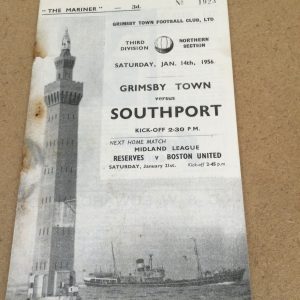 "THE MARINER" — 3d.
No 1923
GRIMSBY TOWN FOOTBALL CLUB, LTD
THIRD DIVISION
NORTHERN SECTION
SATURDAY, JAN. 14th, 1956
GRIMSBY TOWN
versus
SOUTHPORT
KICK-OFF 2-30 P.M.
NEXT HOME MATCH
MIDLAND LEAGUE
RESERVES v BOSTON UNITED
SATURDAY, January 21st. Kick-off 2-45 p.m.